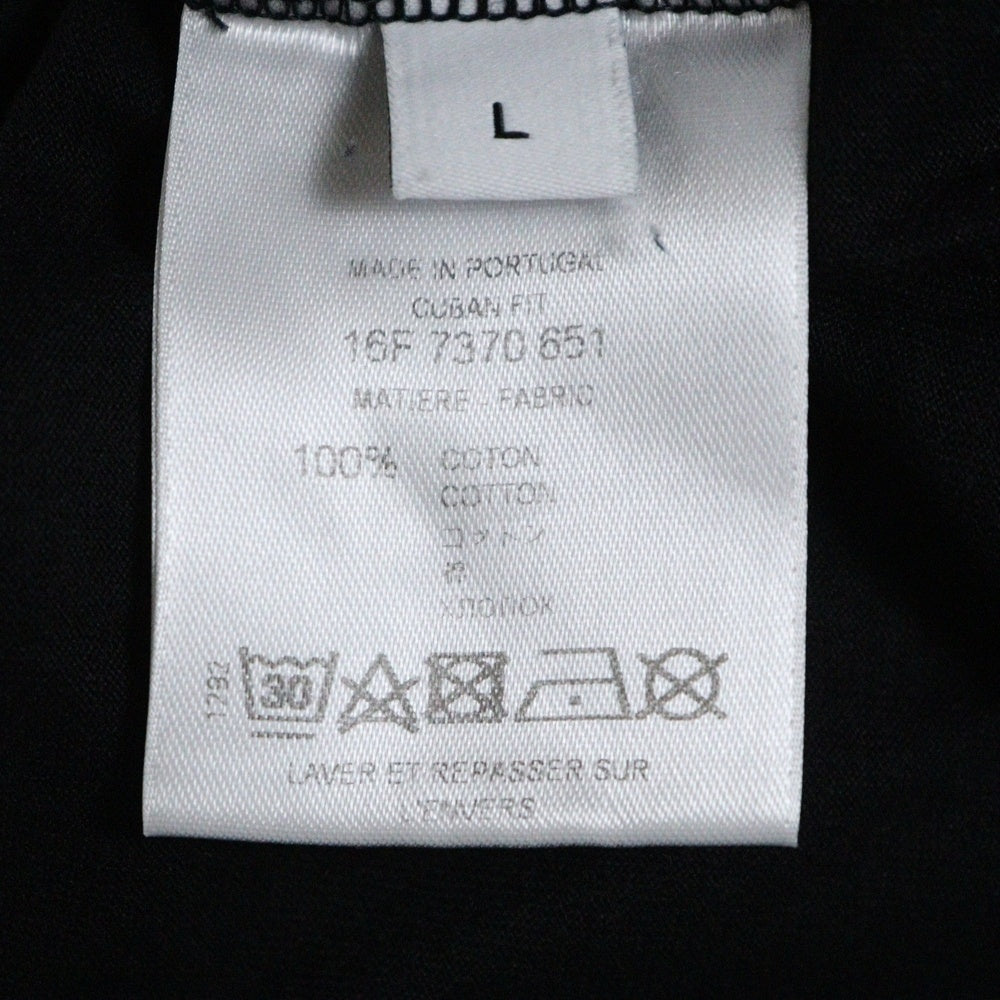 L
MADE IN PORTUGAL
CUBAN FIT
16F 7370 651
MATIERE - FABRIC
100% COTON
COTTON
コットン
棉
ХЛОПОК
1792
30
LAVER ET REPASSER SUR
L'ENVERS